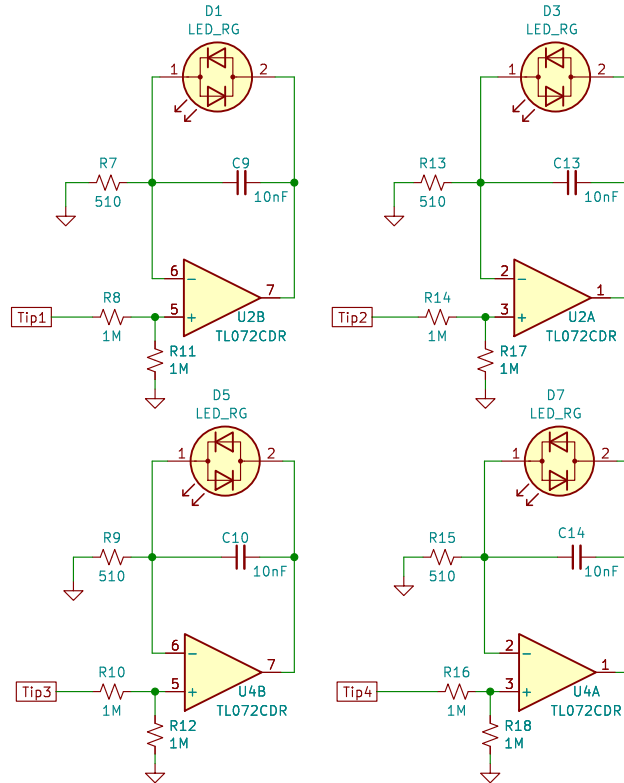 D1
LED_RG
1 2
R7
510
C9
10nF
6 −
7
5 +
U2B
TL072CDR
Tip1
R8
1M
R11
1M
D3
LED_RG
1 2
R13
510
C13
10nF
2 −
1
3 +
U2A
TL072CDR
Tip2
R14
1M
R17
1M
D5
LED_RG
1 2
R9
510
C10
10nF
6 −
7
5 +
U4B
TL072CDR
Tip3
R10
1M
R12
1M
D7
LED_RG
1 2
R15
510
C14
10nF
2 −
1
3 +
U4A
TL072CDR
Tip4
R16
1M
R18
1M